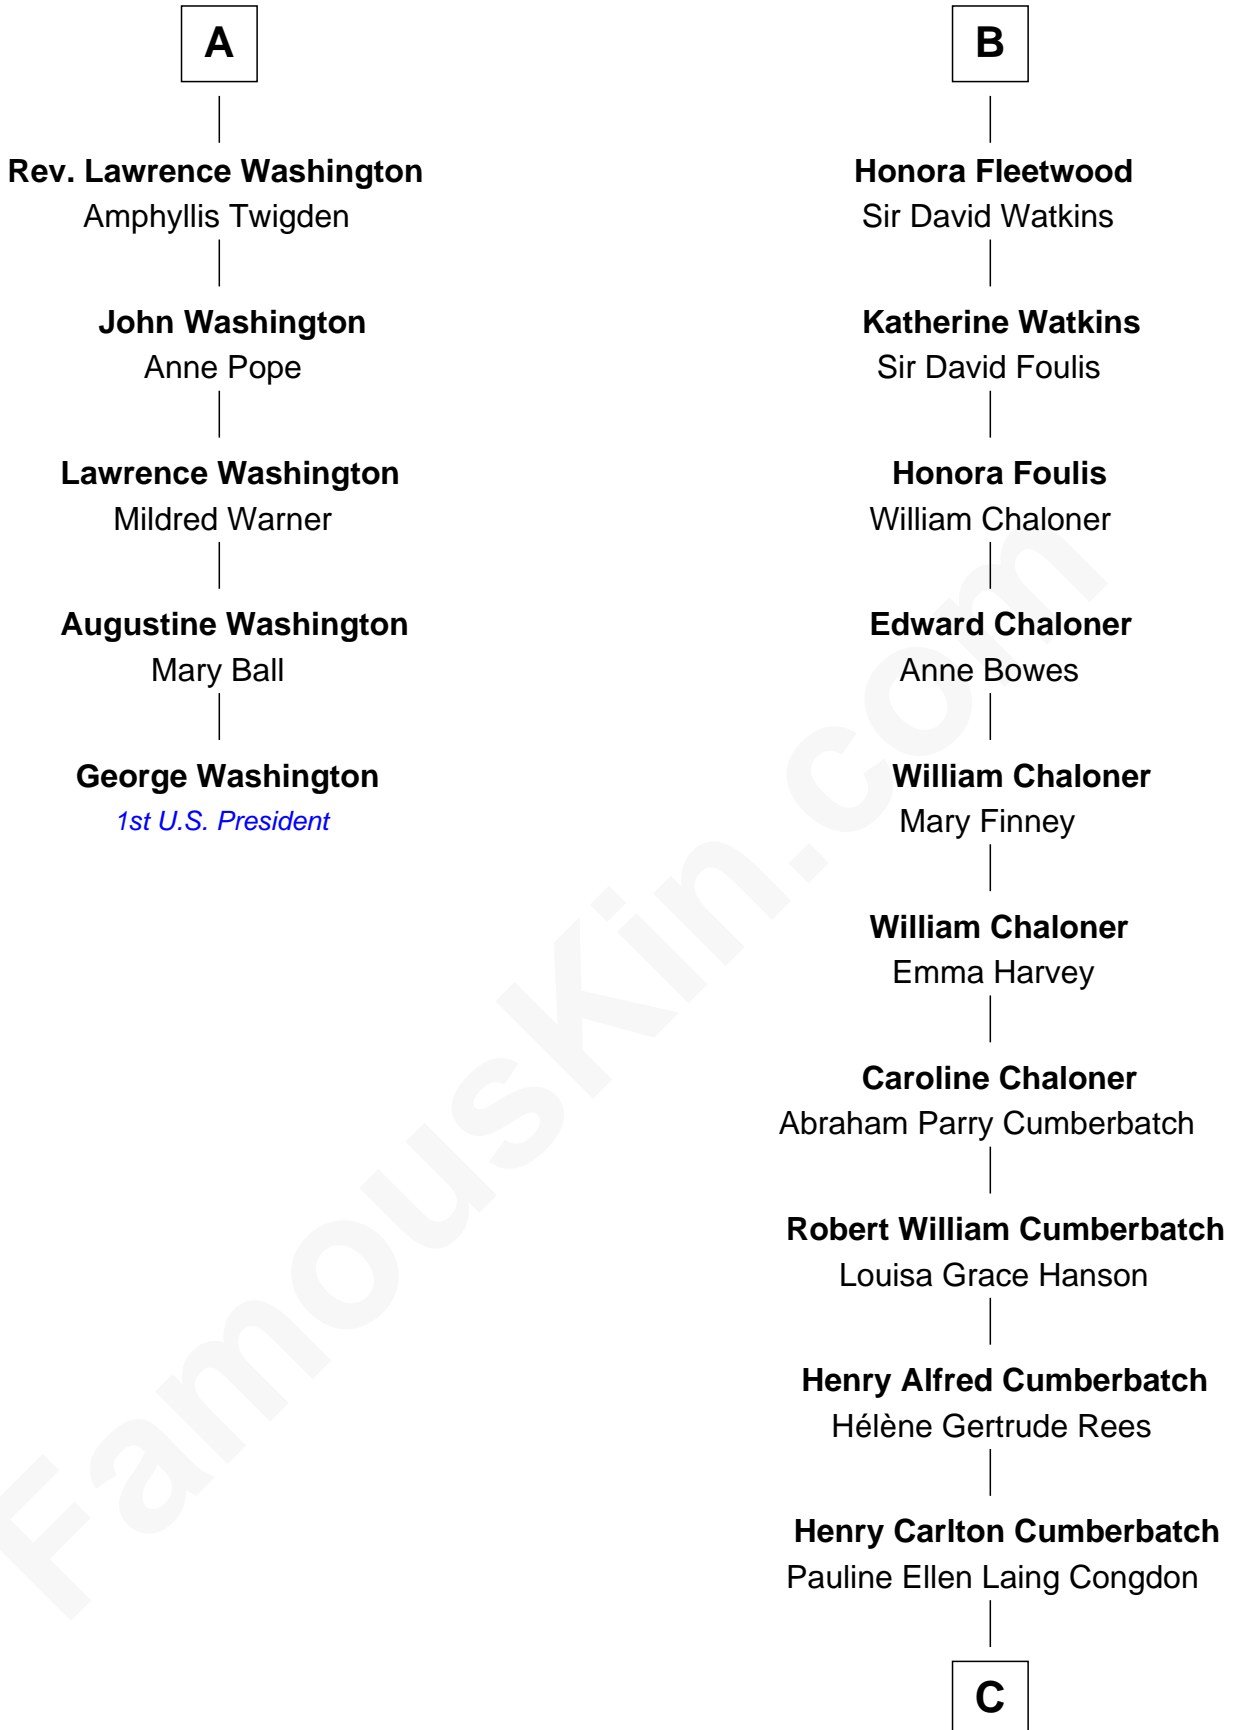 A
Rev. Lawrence Washington
Amphyllis Twigden
John Washington
Anne Pope
Lawrence Washington
Mildred Warner
Augustine Washington
Mary Ball
George Washington
1st U.S. President
B
Honora Fleetwood
Sir David Watkins
Katherine Watkins
Sir David Foulis
Honora Foulis
William Chaloner
Edward Chaloner
Anne Bowes
William Chaloner
Mary Finney
William Chaloner
Emma Harvey
Caroline Chaloner
Abraham Parry Cumberbatch
Robert William Cumberbatch
Louisa Grace Hanson
Henry Alfred Cumberbatch
Hélène Gertrude Rees
Henry Carlton Cumberbatch
Pauline Ellen Laing Congdon
C
FamousKin.com